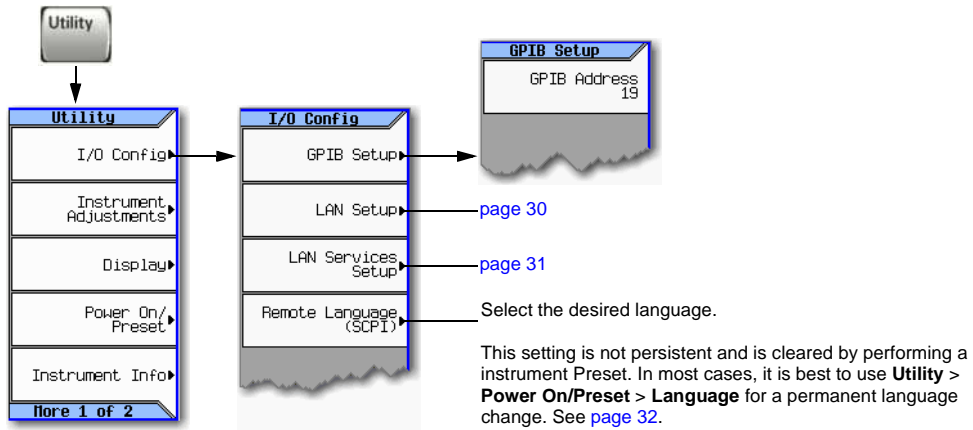 Utility
Utility
I/O Config
Instrument
Adjustments
Display
Power On/
Preset
Instrument Info
More 1 of 2
I/O Config
GPIB Setup
LAN Setup
LAN Services
Setup
Remote Language
(SCPI)
GPIB Setup
GPIB Address
19
page 30
page 31
Select the desired language.
This setting is not persistent and is cleared by performing a
instrument Preset. In most cases, it is best to use Utility >
Power On/Preset > Language for a permanent language
change. See page 32.